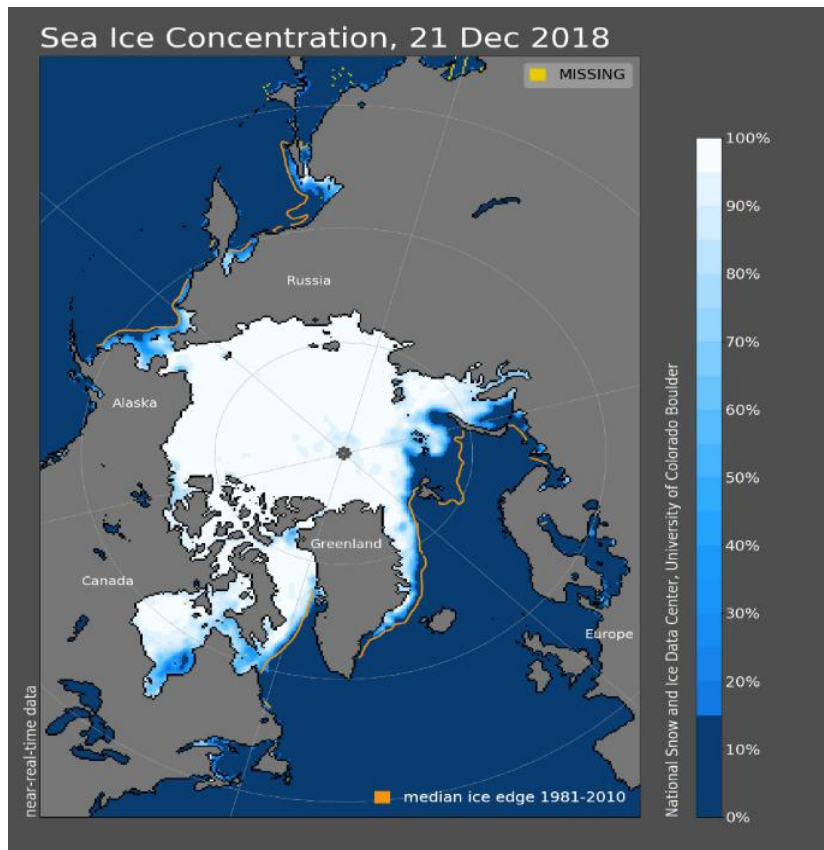 Sea Ice Concentration, 21 Dec 2018
MISSING
100%
90%
80%
70%
60%
50%
40%
30%
20%
10%
0%
Russia
Alaska
Greenland
Canada
Europe
near-real-time data
median ice edge 1981-2010
National Snow and Ice Data Center, University of Colorado Boulder